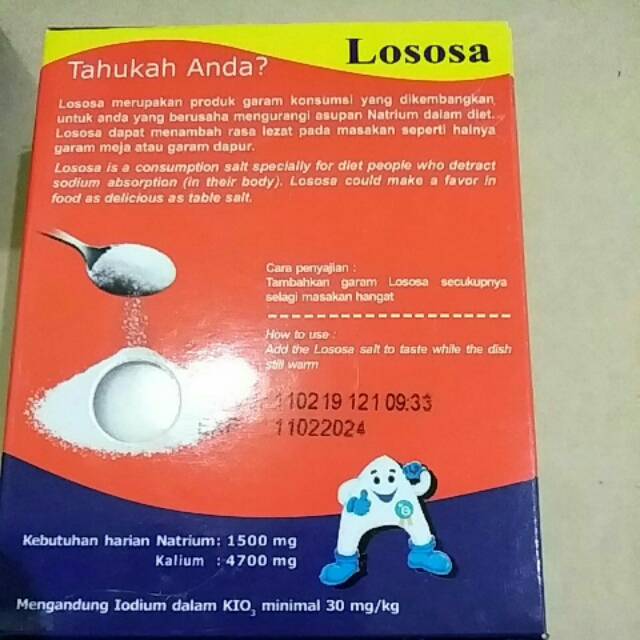 Lososa
Tahukah Anda?
Lososa merupakan produk garam konsumsi yang dikembangkan
untuk anda yang berusaha mengurangi asupan Natrium dalam diet.
Lososa dapat menambah rasa lezat pada masakan seperti halnya
garam meja atau garam dapur.
Lososa is a consumption salt specially for diet people who detract
sodium absorption (in their body). Lososa could make a favor in
food as delicious as table salt.
Cara penyajian :
Tambahkan garam Lososa secukupnya
selagi masakan hangat
How to use :
Add the Lososa salt to taste while the dish
still warm
110219 121 09:33
11022024
Kebutuhan harian Natrium: 1500 mg
Kalium : 4700 mg
Mengandung Iodium dalam KIO3 minimal 30 mg/kg